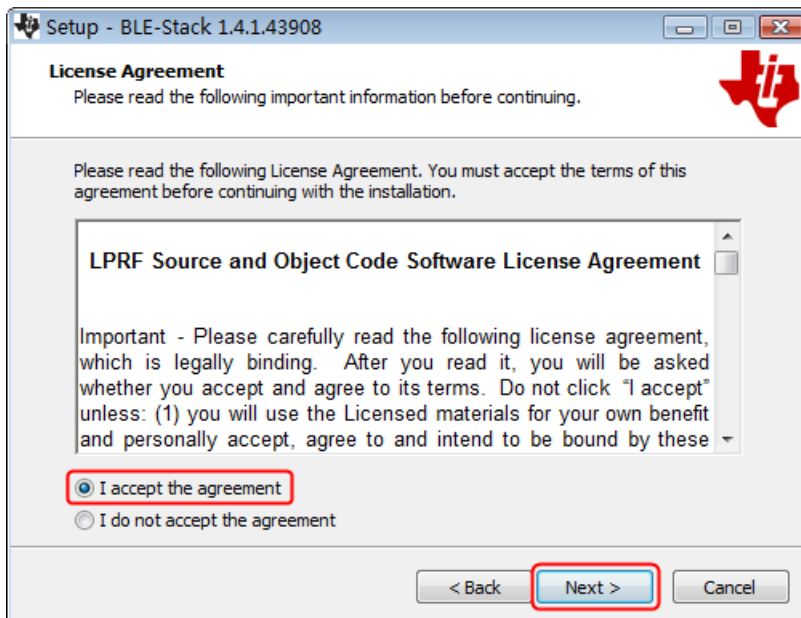 Setup - BLE-Stack 1.4.1.43908
License Agreement
Please read the following important information before continuing.
Please read the following License Agreement. You must accept the terms of this
agreement before continuing with the installation.
LPRF Source and Object Code Software License Agreement
Important - Please carefully read the following license agreement,
which is legally binding. After you read it, you will be asked
whether you accept and agree to its terms. Do not click “I accept”
unless: (1) you will use the Licensed materials for your own benefit
and personally accept, agree to and intend to be bound by these
I accept the agreement
I do not accept the agreement
< Back Next > Cancel